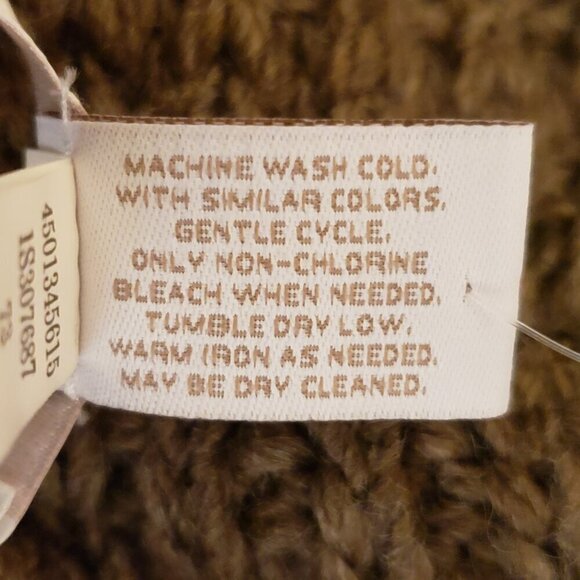 MACHINE WASH COLD.
WITH SIMILAR COLORS.
GENTLE CYCLE.
ONLY NON-CHLORINE
BLEACH WHEN NEEDED.
TUMBLE DRY LOW.
WARM IRON AS NEEDED.
MAY BE DRY CLEANED.
4501345615
1S307687
73